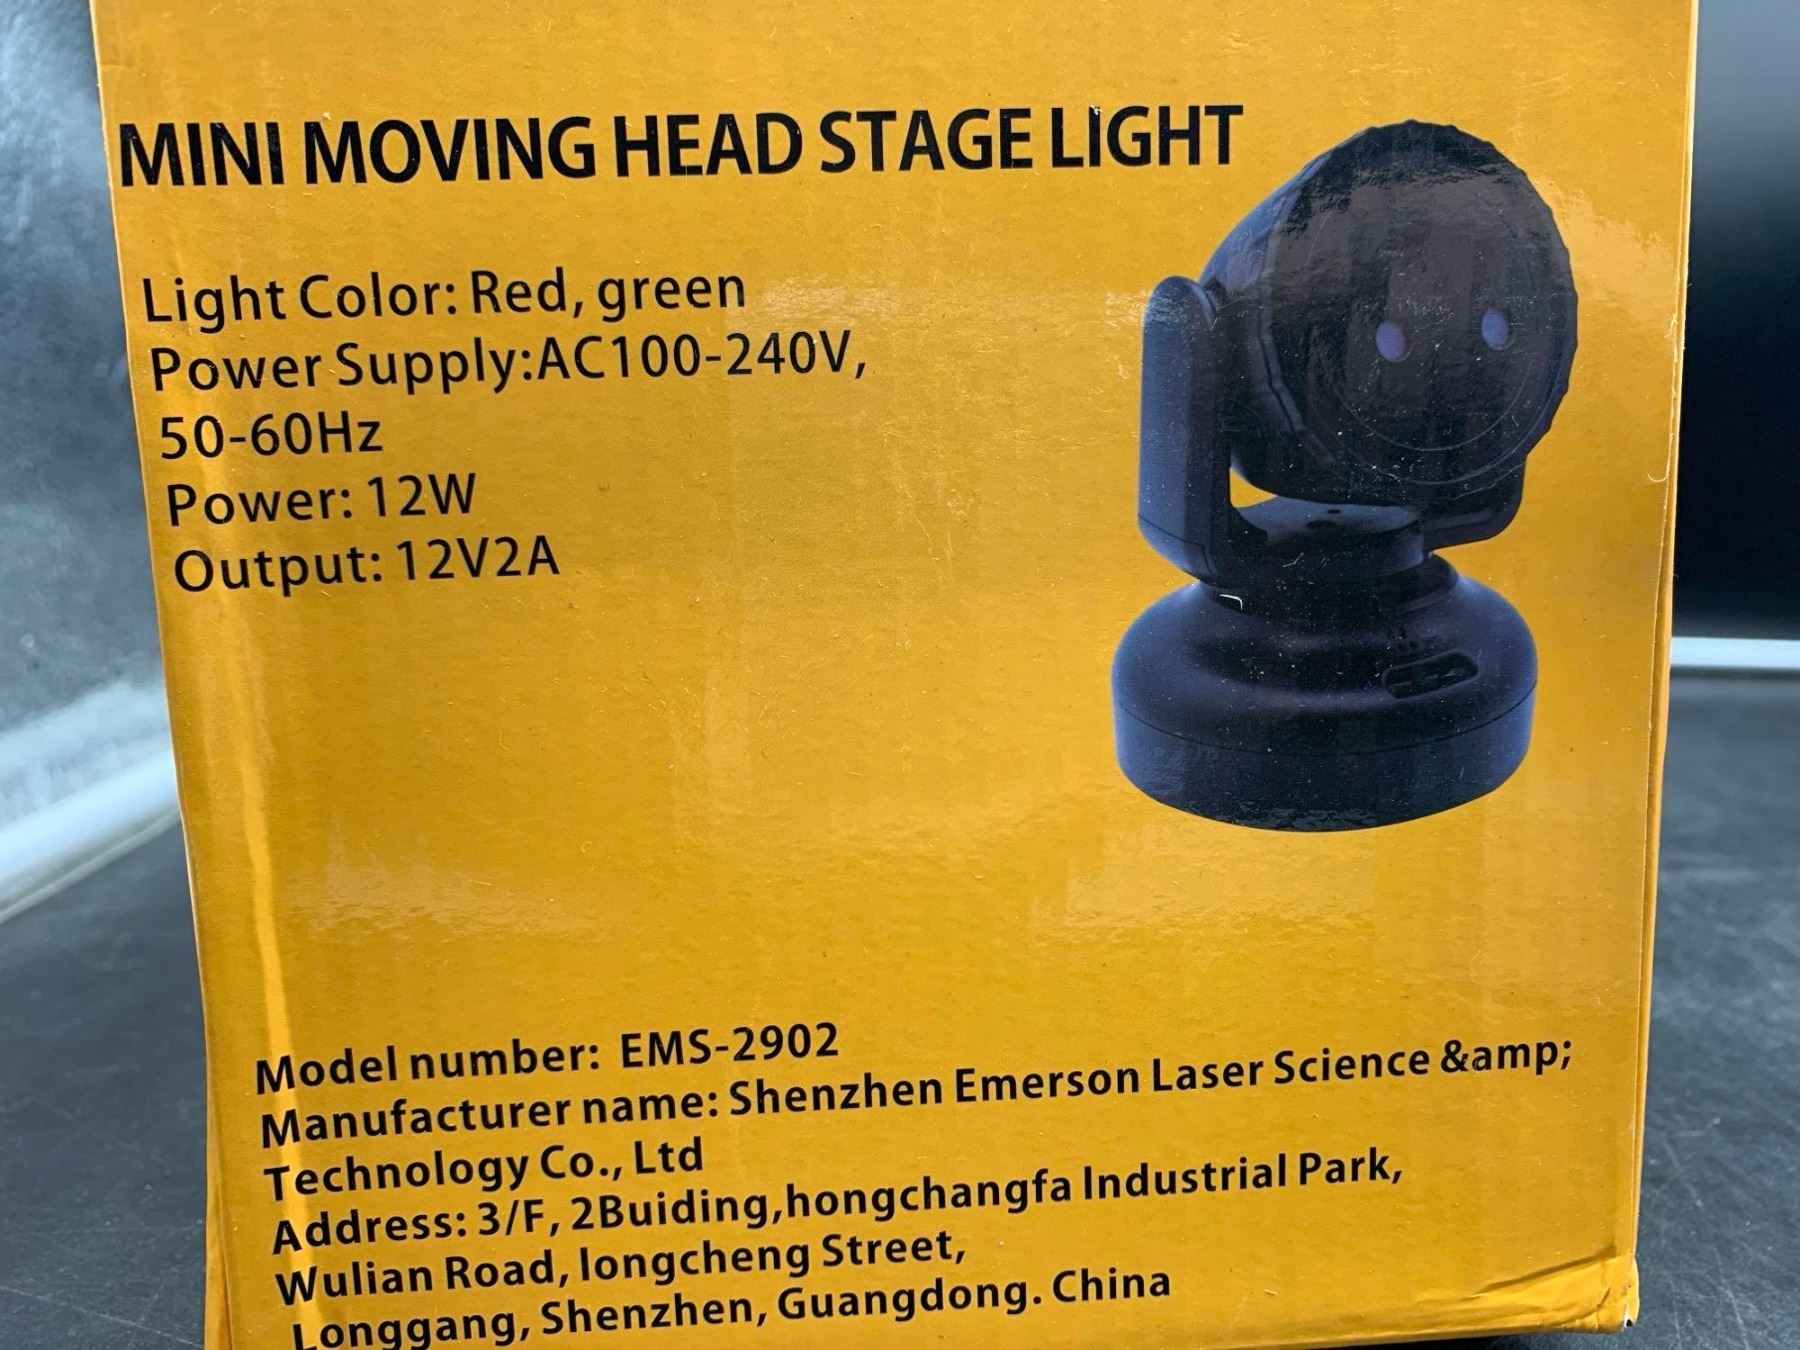 MINI MOVING HEAD STAGE LIGHT
Light Color: Red, green
Power Supply:AC100-240V,
50-60Hz
Power: 12W
Output: 12V2A
Model number: EMS-2902
Manufacturer name: Shenzhen Emerson Laser Science &amp;
Technology Co., Ltd
Address: 3/F, 2Buiding,hongchangfa Industrial Park,
Wulian Road, longcheng Street,
Longgang, Shenzhen, Guangdong. China